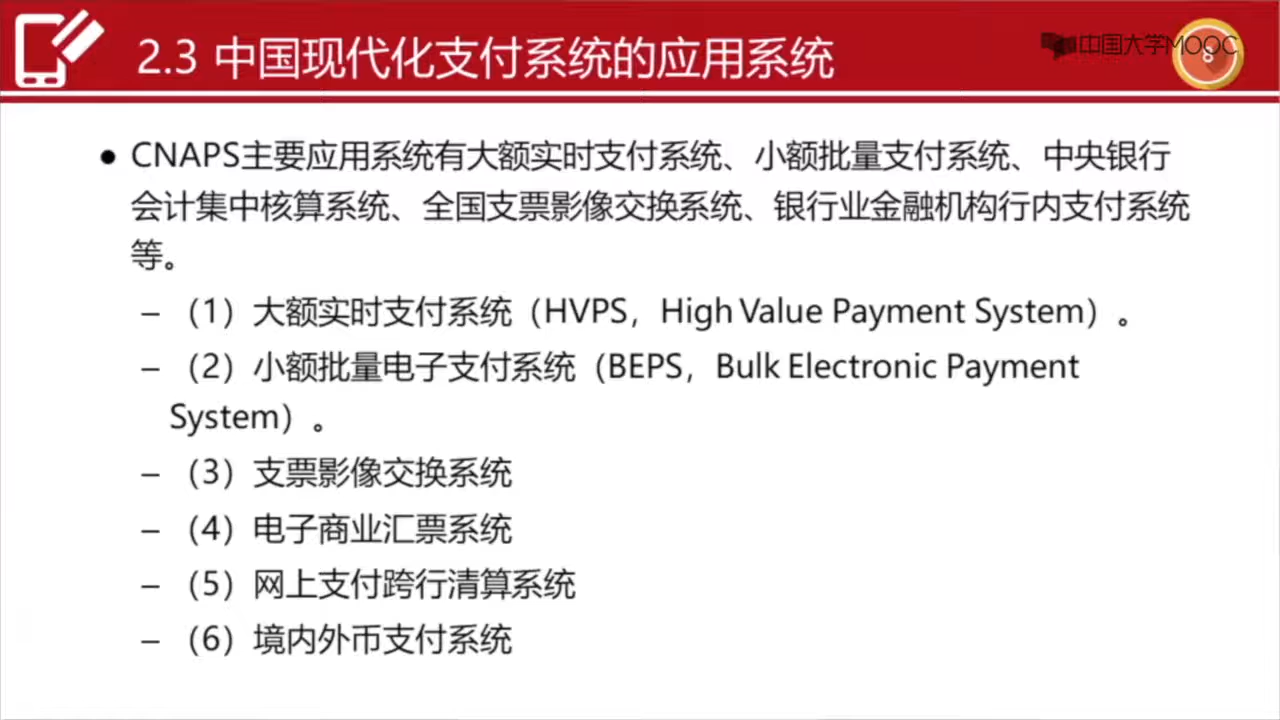 2.3 中国现代化支付系统的应用系统
中国大学MOOC
8
● CNAPS主要应用系统有大额实时支付系统、小额批量支付系统、中央银行
会计集中核算系统、全国支票影像交换系统、银行业金融机构行内支付系统
等。
– （1）大额实时支付系统（HVPS，High Value Payment System）。
– （2）小额批量电子支付系统（BEPS，Bulk Electronic Payment
System）。
– （3）支票影像交换系统
– （4）电子商业汇票系统
– （5）网上支付跨行清算系统
– （6）境内外币支付系统